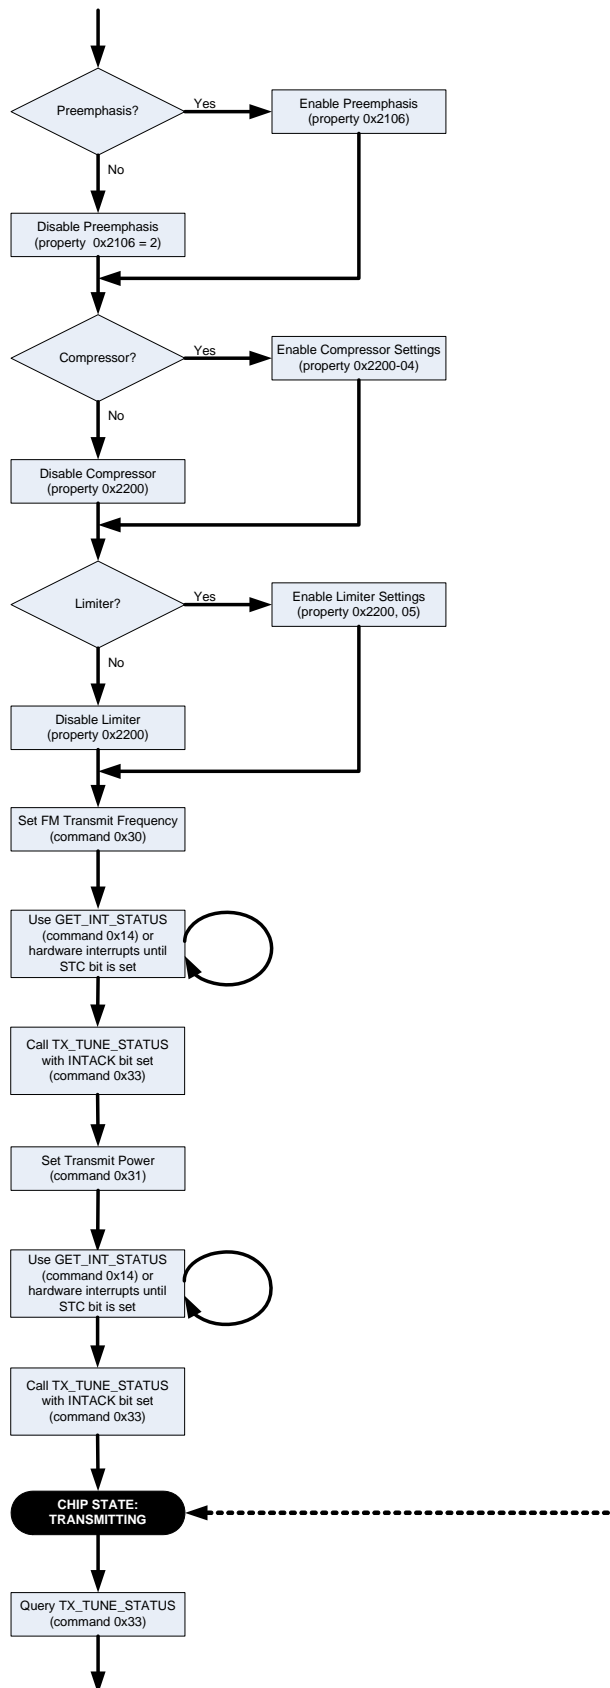 Preemphasis?
Yes
Enable Preemphasis
(property 0x2106)
No
Disable Preemphasis
(property  0x2106 = 2)
Compressor?
Yes
Enable Compressor Settings
(property 0x2200-04)
No
Disable Compressor
(property 0x2200)
Limiter?
Yes
Enable Limiter Settings
(property 0x2200, 05)
No
Disable Limiter
(property 0x2200)
Set FM Transmit Frequency
(command 0x30)
Use GET_INT_STATUS
(command 0x14) or
hardware interrupts until
STC bit is set
Call TX_TUNE_STATUS
with INTACK bit set
(command 0x33)
Set Transmit Power
(command 0x31)
Use GET_INT_STATUS
(command 0x14) or
hardware interrupts until
STC bit is set
Call TX_TUNE_STATUS
with INTACK bit set
(command 0x33)
CHIP STATE:
TRANSMITTING
Query TX_TUNE_STATUS
(command 0x33)